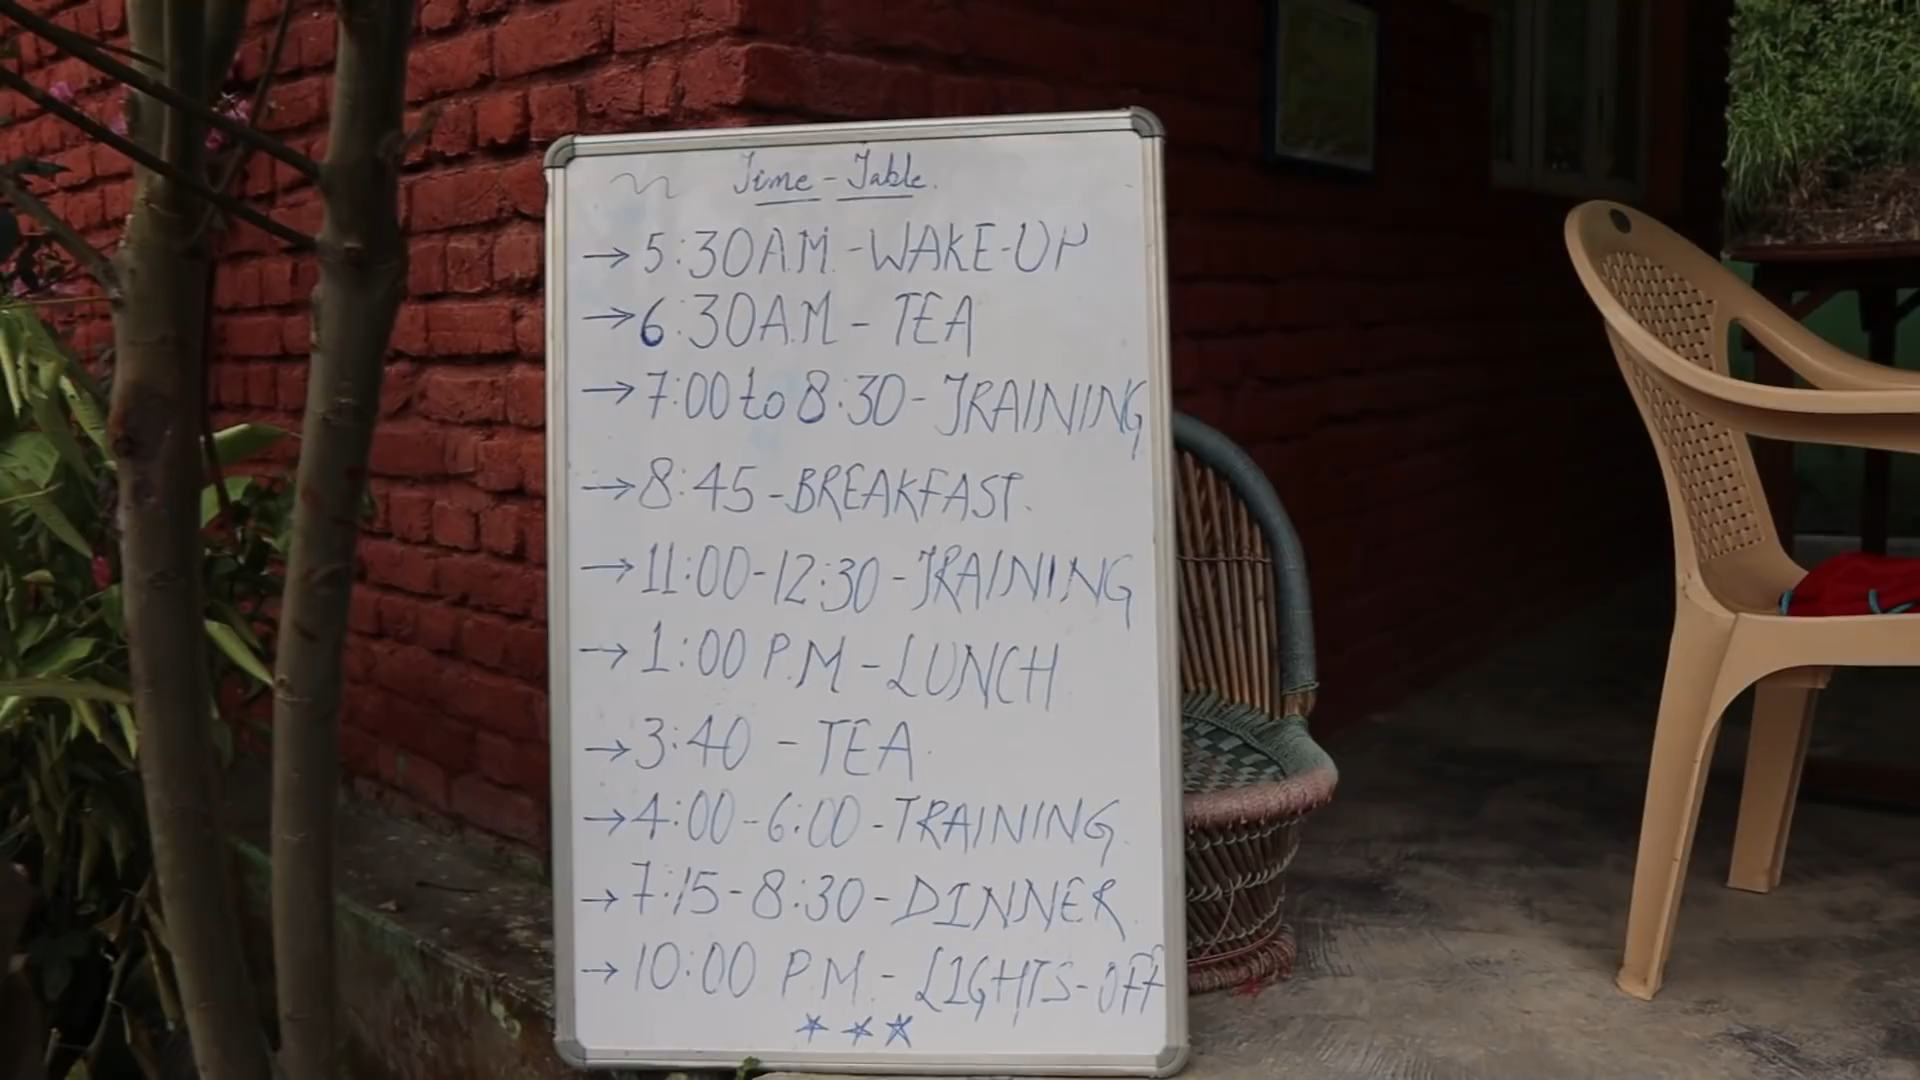 Time - Table.
→ 5:30 A.M. - WAKE-UP
→ 6:30 A.M - TEA
→ 7:00 to 8:30 - TRAINING
→ 8:45 - BREAKFAST.
→ 11:00 - 12:30 - TRAINING
→ 1:00 P.M - LUNCH
→ 3:40 - TEA.
→ 4:00 - 6:00 - TRAINING.
→ 7:15 - 8:30 - DINNER.
→ 10:00 P.M. - LIGHTS-OFF